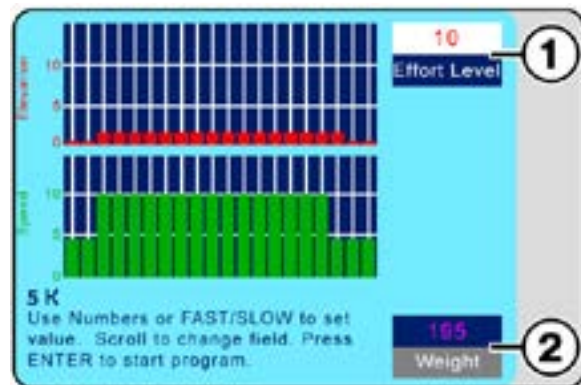 10
Effort Level
1
Elevation
10
5
0
Speed
10
5
0
5 K
Use Numbers or FAST/SLOW to set
value. Scroll to change field. Press
ENTER to start program.
195
Weight
2